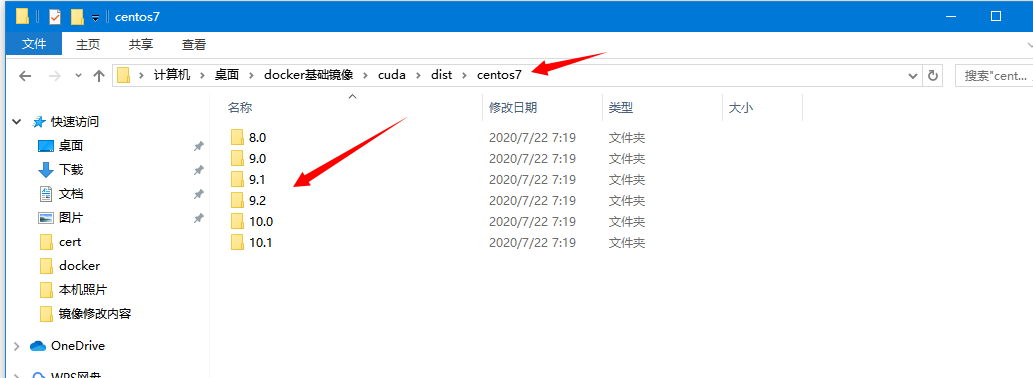 centos7
文件 主页 共享 查看
计算机 桌面 docker基础镜像 cuda dist centos7 搜索"cent...
名称 修改日期 类型 大小
快速访问
桌面
下载
文档
图片
cert
docker
本机照片
镜像修改内容
OneDrive
WPS网盘
8.0 2020/7/22 7:19 文件夹
9.0 2020/7/22 7:19 文件夹
9.1 2020/7/22 7:19 文件夹
9.2 2020/7/22 7:19 文件夹
10.0 2020/7/22 7:19 文件夹
10.1 2020/7/22 7:19 文件夹